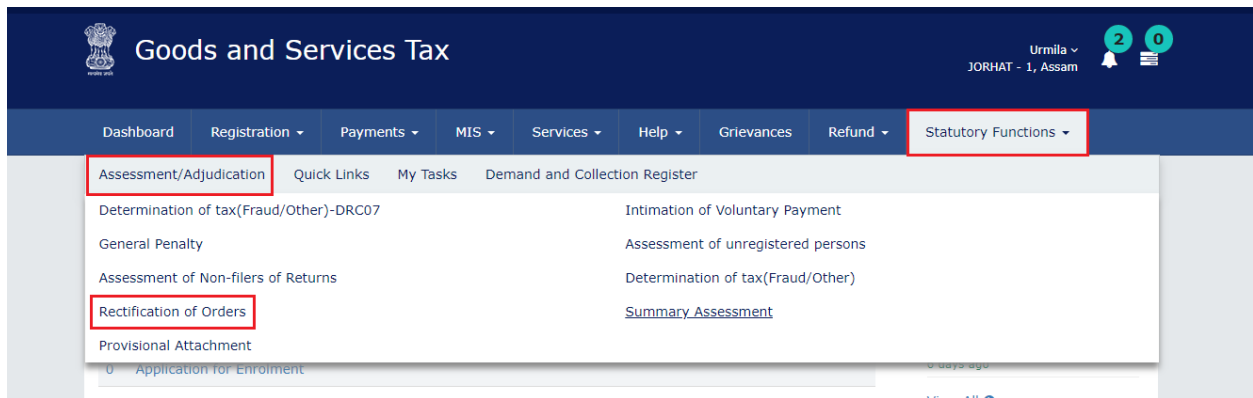 Goods and Services Tax
Urmila
JORHAT - 1, Assam
2
0
Dashboard Registration Payments MIS Services Help Grievances Refund Statutory Functions
Assessment/Adjudication Quick Links My Tasks Demand and Collection Register
Determination of tax(Fraud/Other)-DRC07 Intimation of Voluntary Payment
General Penalty Assessment of unregistered persons
Assessment of Non-filers of Returns Determination of tax(Fraud/Other)
Rectification of Orders Summary Assessment
Provisional Attachment
0 Application for Enrolment days ago